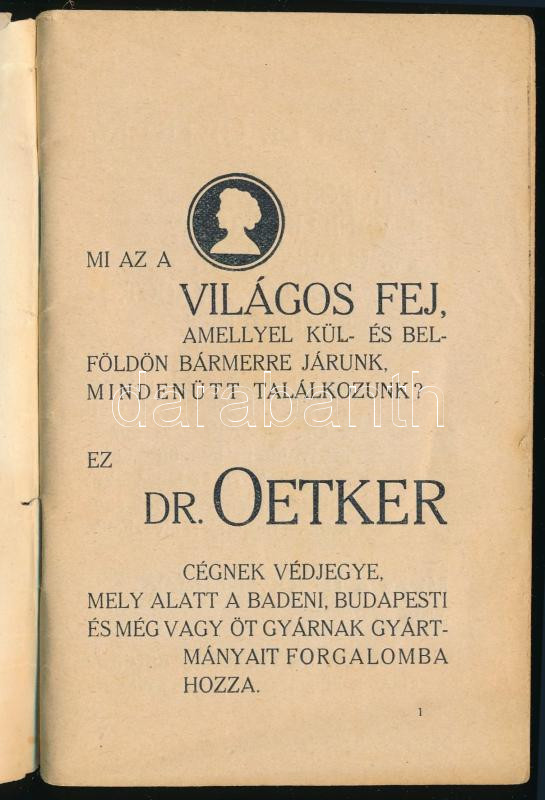 MI AZ A
VILÁGOS FEJ,
AMELLYEL KÜL- ÉS BEL-
FÖLDÖN BÁRMERRE JÁRUNK,
MINDENÜTT TALÁLKOZUNK?
darabanth
EZ
DR. OETKER
CÉGNEK VÉDJEGYE,
MELY ALATT A BADENI, BUDAPESTI
ÉS MÉG VAGY ÖT GYÁRNAK GYÁRT-
MÁNYAIT FORGALOMBA
HOZZA.
1